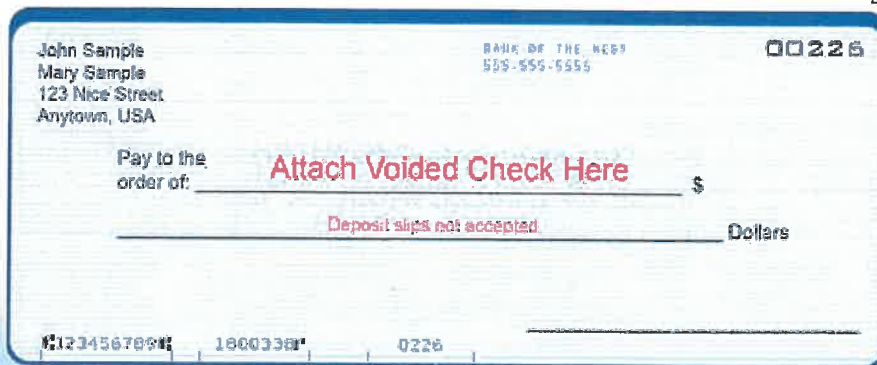 John Sample
Mary Sample
123 Nice Street
Anytown, USA
BANK OF THE WEST
555-555-5555
00226
Pay to the
order of: Attach Voided Check Here $
Deposit slips not accepted
Dollars
⑆123456789⑆ 1800338⑈ 0226